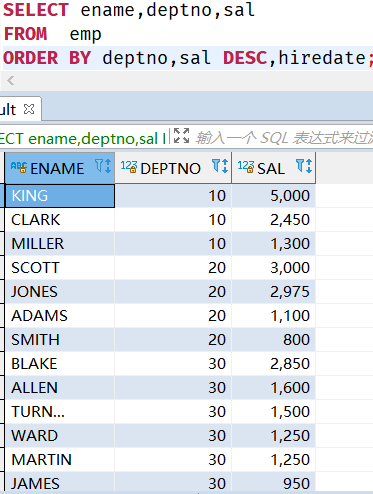 SELECT ename,deptno,sal
FROM emp
ORDER BY deptno,sal DESC,hiredate;
ult
ECT ename,deptno,sal 输入一个 SQL 表达式来过
ABC ENAME 123 DEPTNO 123 SAL
KING 10 5,000
CLARK 10 2,450
MILLER 10 1,300
SCOTT 20 3,000
JONES 20 2,975
ADAMS 20 1,100
SMITH 20 800
BLAKE 30 2,850
ALLEN 30 1,600
TURN... 30 1,500
WARD 30 1,250
MARTIN 30 1,250
JAMES 30 950